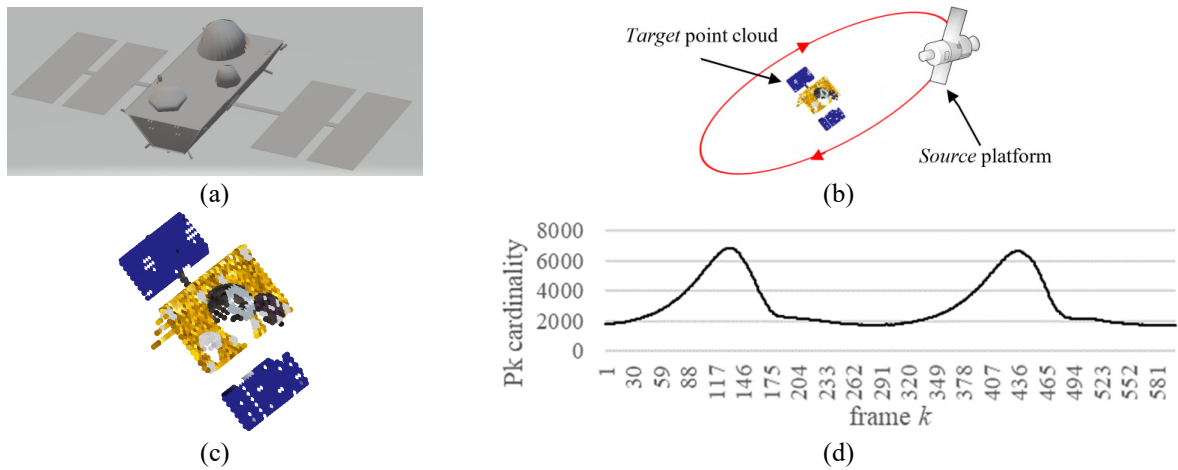 Target point cloud
Source platform
(a)
(b)
(c)
Pk cardinality
8000
6000
4000
2000
0
1 30 59 88 117 146 175 204 233 262 291 320 349 378 407 436 465 494 523 552 581
frame k
(d)